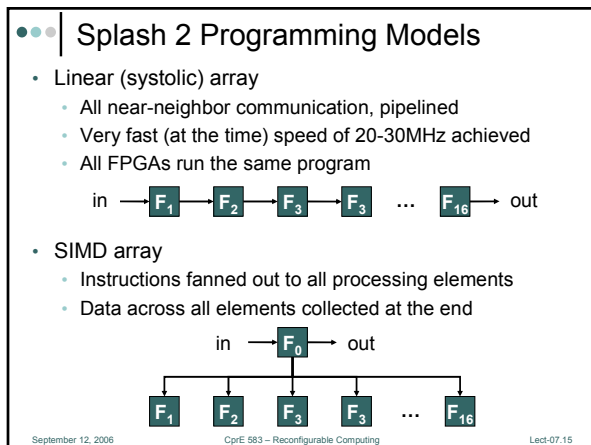 Splash 2 Programming Models
• Linear (systolic) array
• All near-neighbor communication, pipelined
• Very fast (at the time) speed of 20-30MHz achieved
• All FPGAs run the same program
in F1 F2 F3 F3 … F16 out
• SIMD array
• Instructions fanned out to all processing elements
• Data across all elements collected at the end
in F0 out
F1 F2 F3 F3 … F16
September 12, 2006 CprE 583 – Reconfigurable Computing Lect-07.15